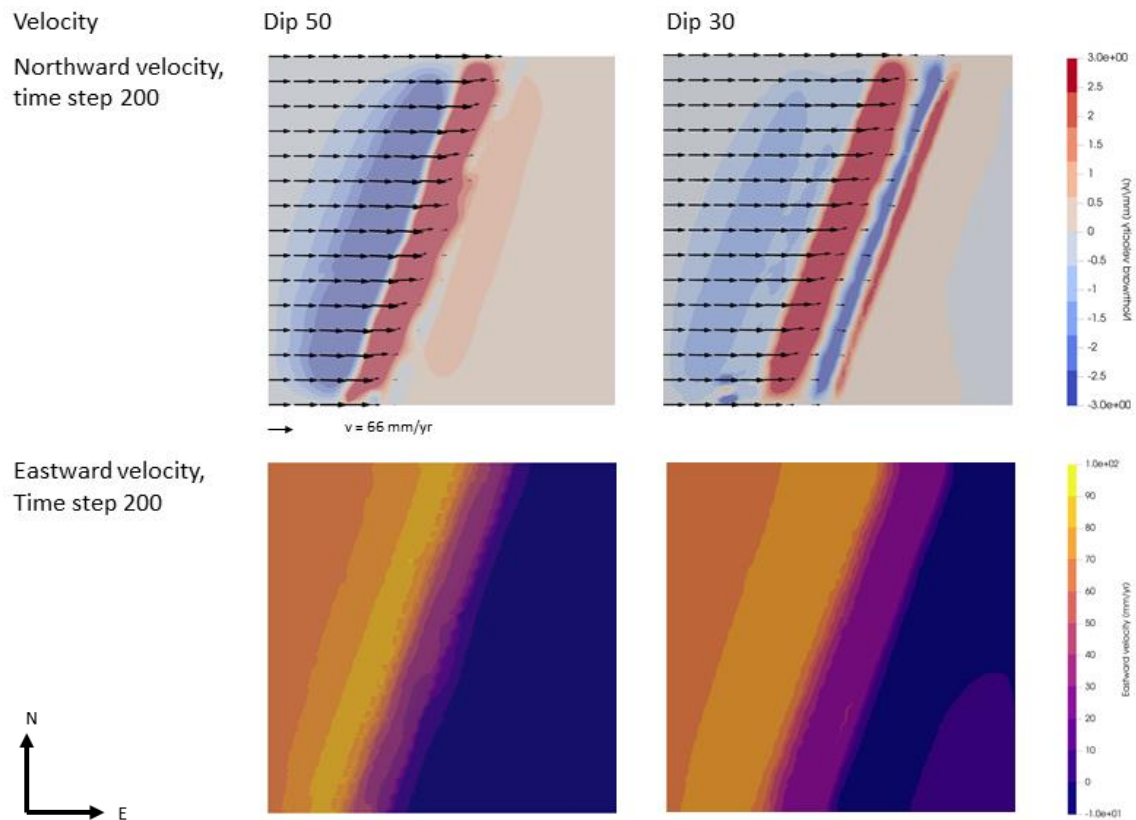 Velocity
Dip 50
Dip 30
Northward velocity,
time step 200
3.0e+00
2.5
2
1.5
1
0.5
0
-0.5
-1
-1.5
-2
-2.5
-3.0e+00
Northward velocity (mm/yr)
v = 66 mm/yr
Eastward velocity,
Time step 200
1.0e+02
90
80
70
60
50
40
30
20
10
0
-1.0e+01
Eastward velocity (mm/yr)
N
E